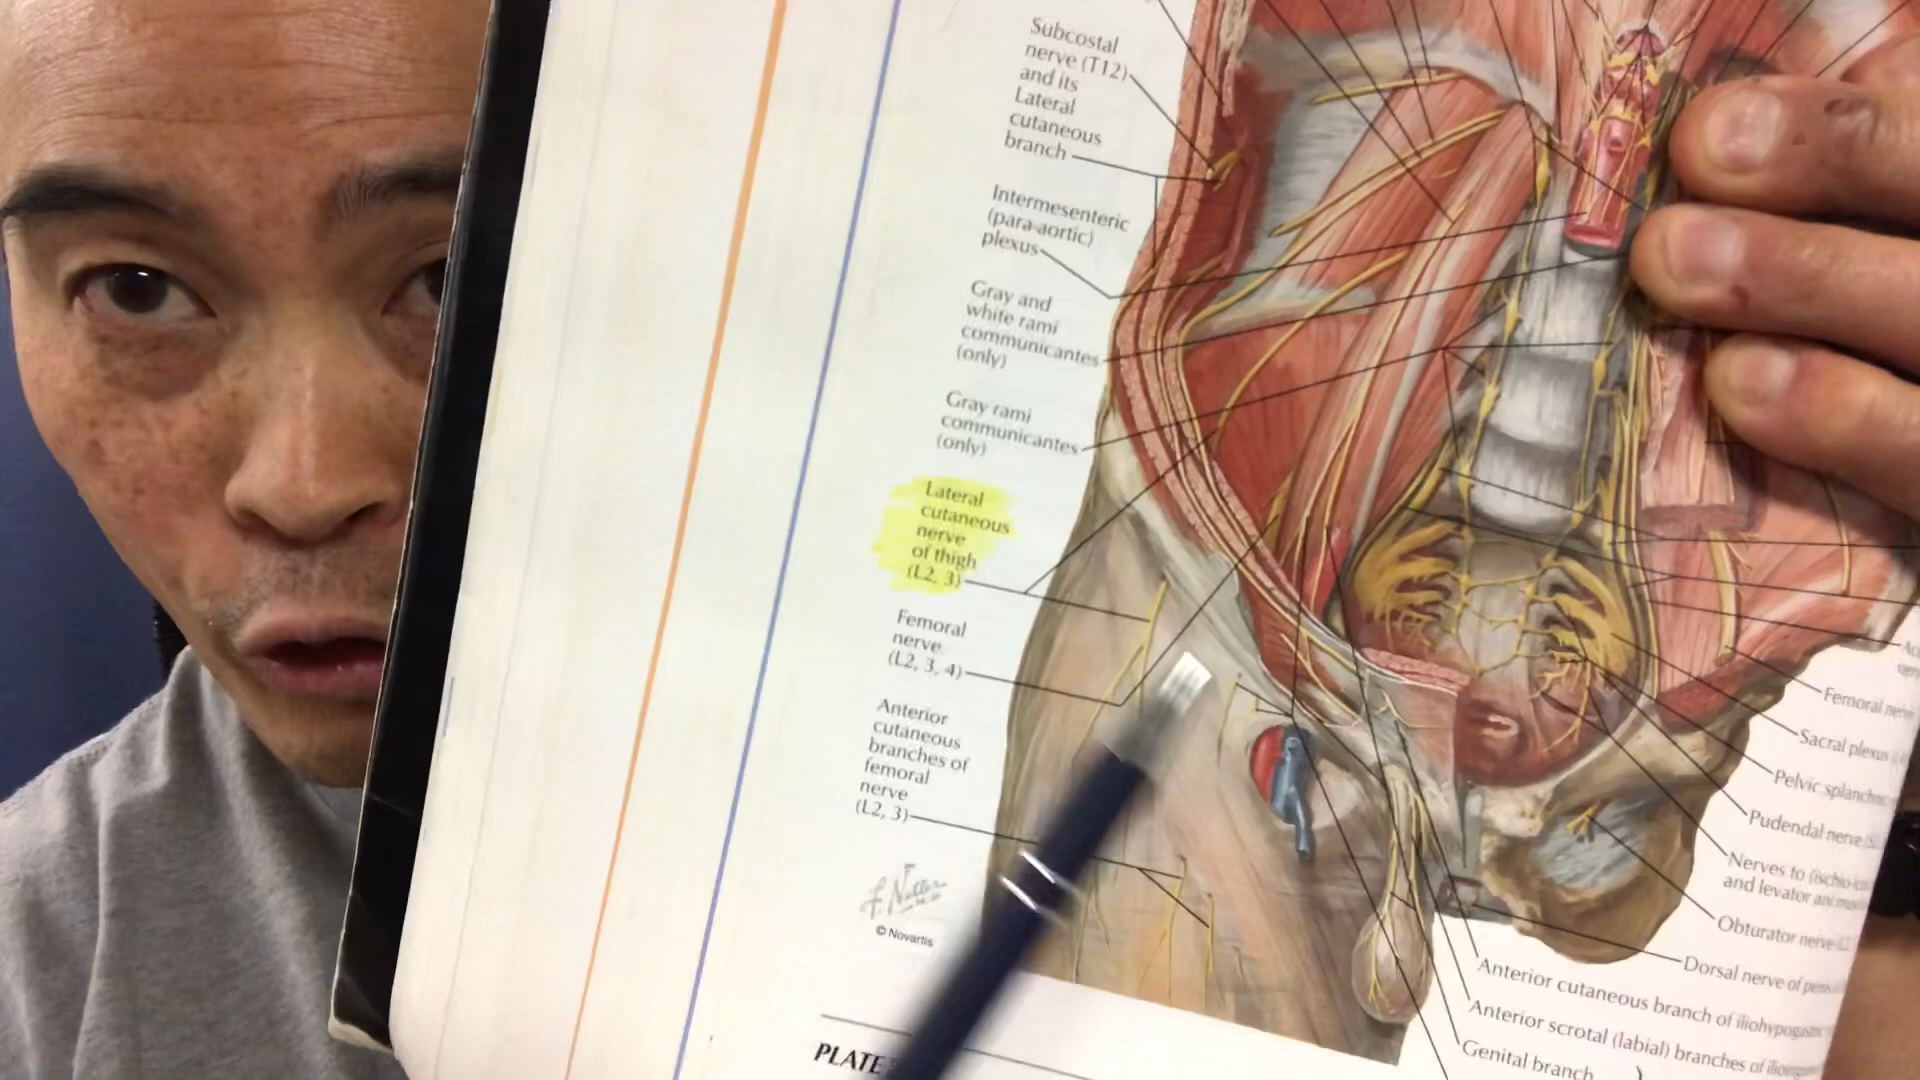 Subcostal
nerve (T12)
and its
Lateral
cutaneous
branch
Intermesenteric
(para-aortic)
plexus
Gray and
white rami
communicantes
(only)
Gray rami
communicantes
(only)
Lateral
cutaneous
nerve
of thigh
(L2, 3)
Femoral
nerve
(L2, 3, 4)
Anterior
cutaneous
branches of
femoral
nerve
(L2, 3)
F. Netter
© Novartis
PLATE
Femoral nerve
Sacral plexus
Pelvic splanchnic
Pudendal nerve
Nerves to
and levator ani
Obturator nerve
Dorsal nerve of penis
Anterior cutaneous branch of iliohypogastric
Anterior scrotal (labial) branches of
Genital branch